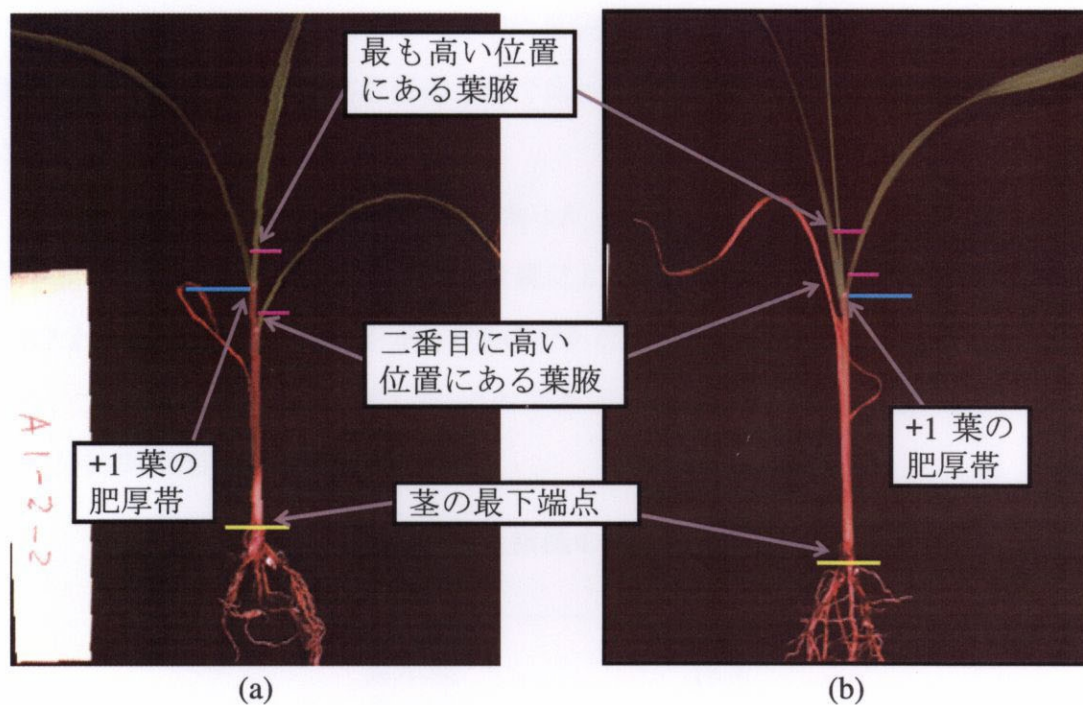 最も高い位置
にある葉腋
二番目に高い
位置にある葉腋
+1 葉の
肥厚帯
+1 葉の
肥厚帯
茎の最下端点
A1-2-2
(a)
(b)